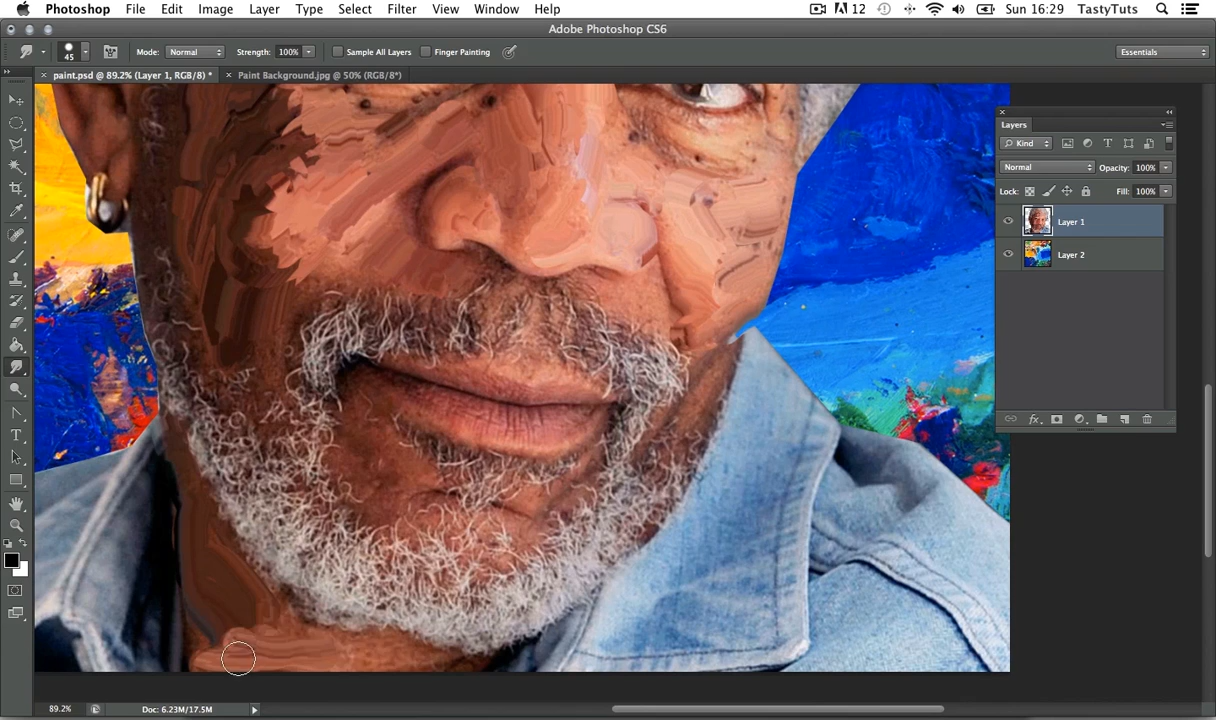 Photoshop File Edit Image Layer Type Select Filter View Window Help 12 Sun 16:29 TastyTuts
Adobe Photoshop CS6
45 Mode: Normal Strength: 100% Sample All Layers Finger Painting Essentials
paint.psd @ 89.2% (Layer 1, RGB/8) * Paint Background.jpg @ 50% (RGB/8*)
Layers
Kind
Normal Opacity: 100%
Lock: Fill: 100%
Layer 1
Layer 2
fx
89.2% Doc: 6.23M/17.5M